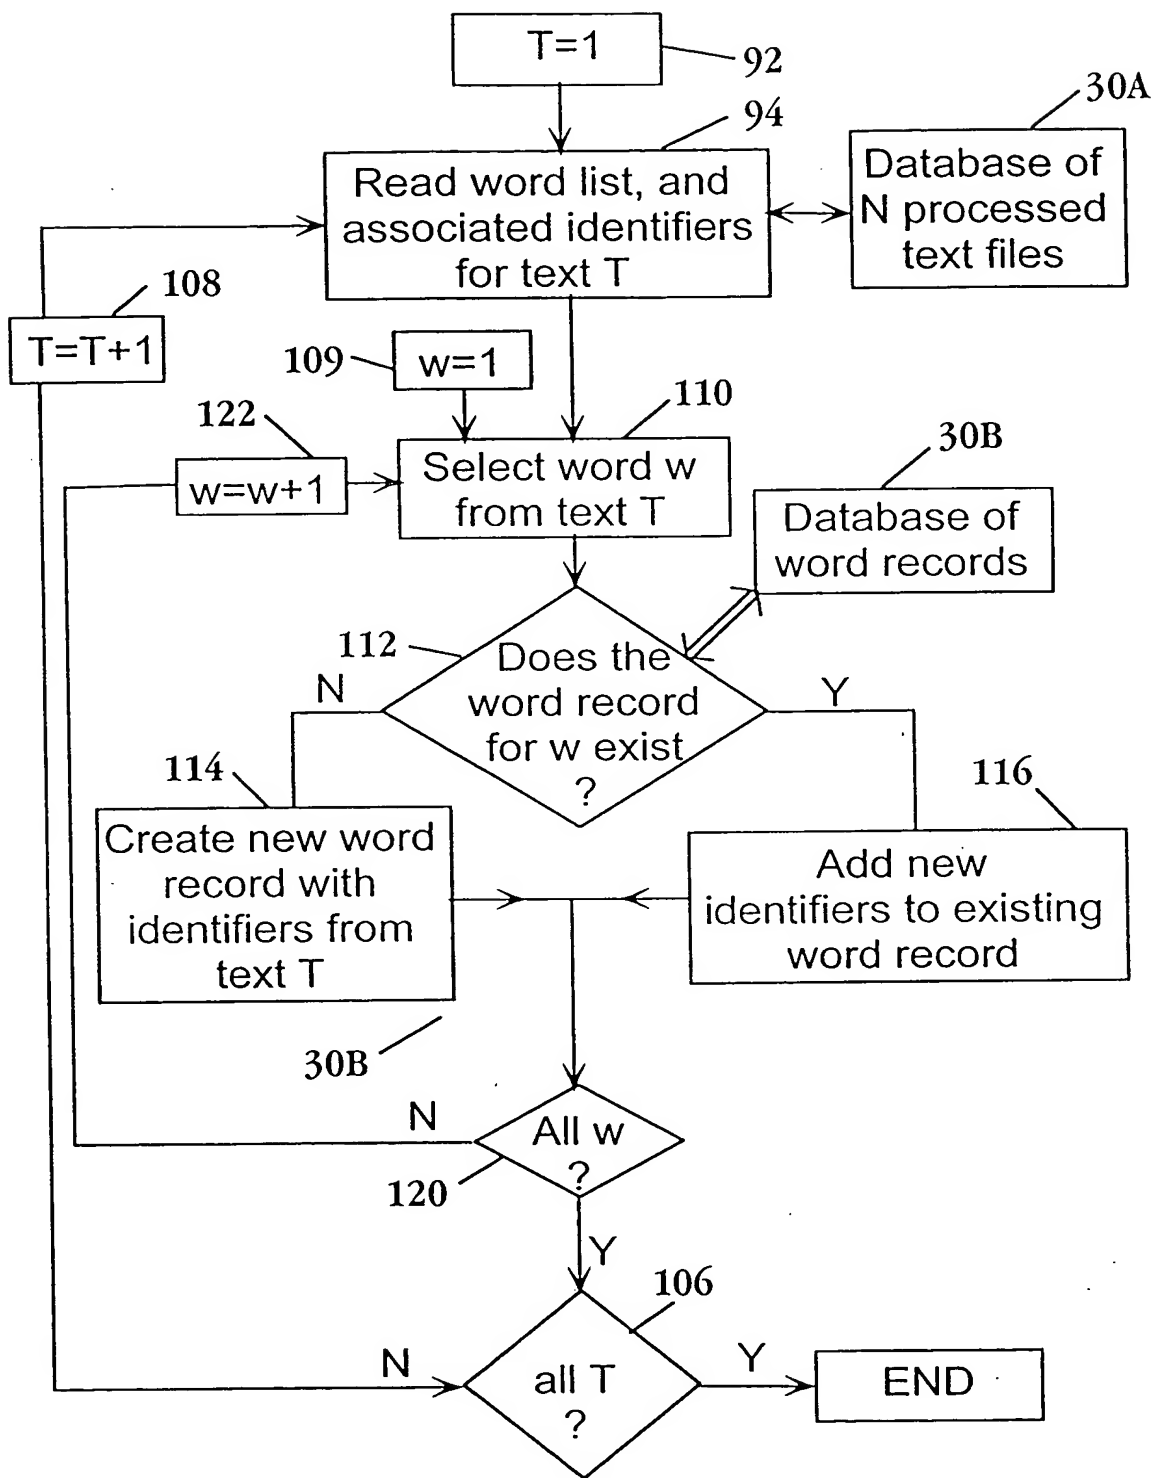 T=1
92
94
30A
Read word list, and
associated identifiers
for text T
Database of
N processed
text files
108
T=T+1
109
w=1
110
122
w=w+1
Select word w
from text T
30B
Database of
word records
112
Does the
word record
for w exist
?
N
Y
114
116
Create new word
record with
identifiers from
text T
Add new
identifiers to existing
word record
30B
N
All w
?
120
Y
106
N
all T
?
Y
END